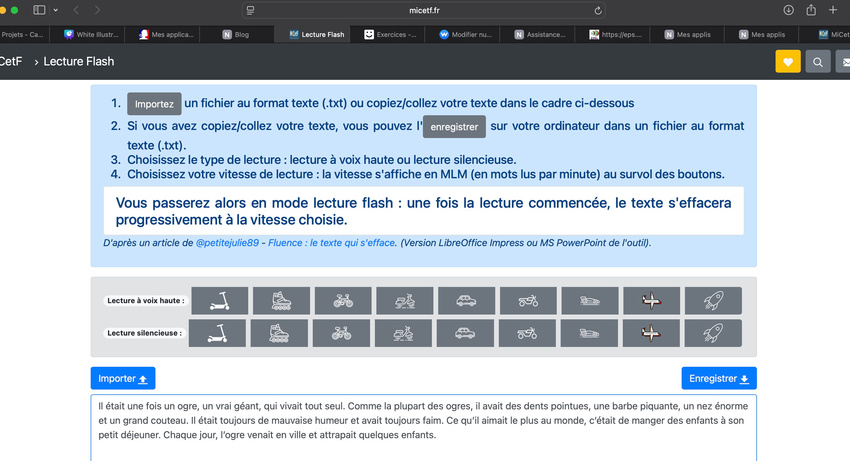 micetf.fr
Projets - Ca...
White Illustr...
Mes applica...
Blog
Lecture Flash
Exercices -...
Modifier nu...
Assistance...
https://eps....
Mes applis
Mes applis
MiCet
CetF › Lecture Flash
1. Importez un fichier au format texte (.txt) ou copiez/collez votre texte dans le cadre ci-dessous
2. Si vous avez copiez/collez votre texte, vous pouvez l'enregistrer sur votre ordinateur dans un fichier au format
texte (.txt).
3. Choisissez le type de lecture : lecture à voix haute ou lecture silencieuse.
4. Choisissez votre vitesse de lecture : la vitesse s'affiche en MLM (en mots lus par minute) au survol des boutons.
Vous passerez alors en mode lecture flash : une fois la lecture commencée, le texte s'effacera
progressivement à la vitesse choisie.
D'après un article de @petitejulie89 - Fluence : le texte qui s'efface. (Version LibreOffice Impress ou MS PowerPoint de l'outil).
Lecture à voix haute :
Lecture silencieuse :
Importer
Enregistrer
Il était une fois un ogre, un vrai géant, qui vivait tout seul. Comme la plupart des ogres, il avait des dents pointues, une barbe piquante, un nez énorme
et un grand couteau. Il était toujours de mauvaise humeur et avait toujours faim. Ce qu'il aimait le plus au monde, c'était de manger des enfants à son
petit déjeuner. Chaque jour, l'ogre venait en ville et attrapait quelques enfants.